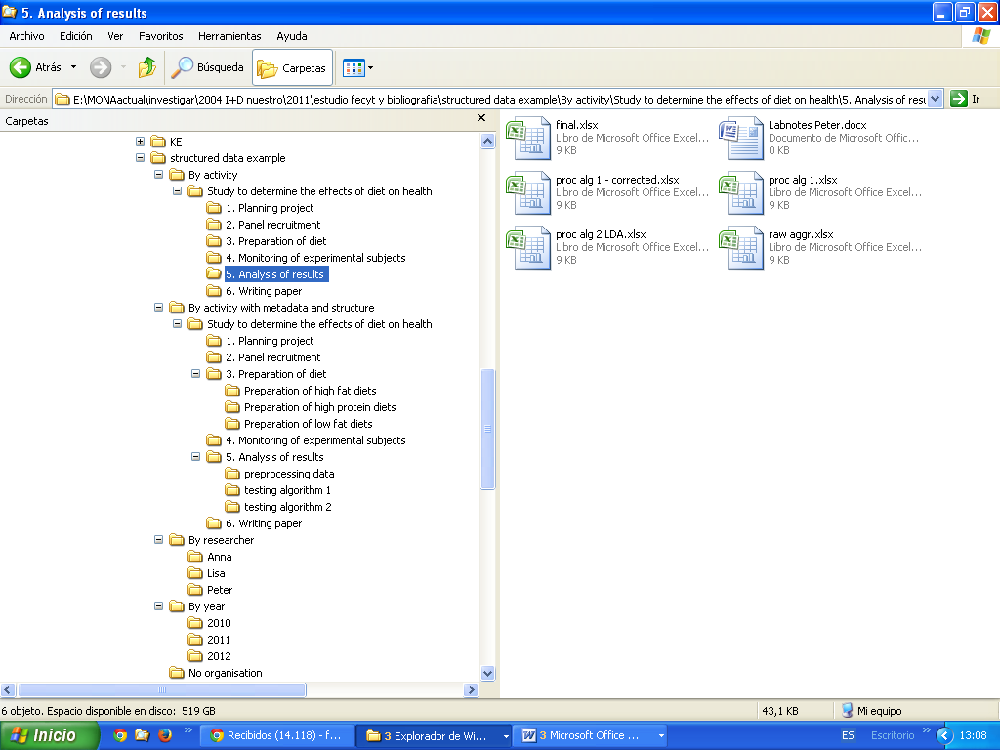 5. Analysis of results
Archivo Edición Ver Favoritos Herramientas Ayuda
Atrás Búsqueda Carpetas
Dirección E:\MONAactual\investigar\2004 I+D nuestro\2011\estudio fecyt y bibliografia\structured data example\By activity\Study to determine the effects of diet on health\5. Analysis of resu Ir
Carpetas
KE
structured data example
By activity
Study to determine the effects of diet on health
1. Planning project
2. Panel recruitment
3. Preparation of diet
4. Monitoring of experimental subjects
5. Analysis of results
6. Writing paper
By activity with metadata and structure
Study to determine the effects of diet on health
1. Planning project
2. Panel recruitment
3. Preparation of diet
Preparation of high fat diets
Preparation of high protein diets
Preparation of low fat diets
4. Monitoring of experimental subjects
5. Analysis of results
preprocessing data
testing algorithm 1
testing algorithm 2
6. Writing paper
By researcher
Anna
Lisa
Peter
By year
2010
2011
2012
No organisation
final.xlsx
Libro de Microsoft Office Excel...
9 KB
Labnotes Peter.docx
Documento de Microsoft Offic...
0 KB
proc alg 1 - corrected.xlsx
Libro de Microsoft Office Excel...
9 KB
proc alg 1.xlsx
Libro de Microsoft Office Excel...
9 KB
proc alg 2 LDA.xlsx
Libro de Microsoft Office Excel...
9 KB
raw aggr.xlsx
Libro de Microsoft Office Excel...
9 KB
6 objeto. Espacio disponible en disco: 519 GB 43,1 KB Mi equipo
Inicio Recibidos (14.118) - f... 3 Explorador de Wi... 3 Microsoft Office ... ES Escritorio 13:08